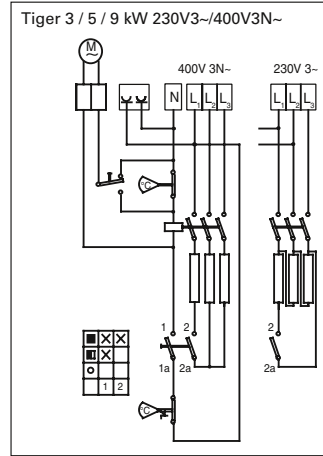 Tiger 3 / 5 / 9 kW 230V3~/400V3N~
M
~
400V 3N~
230V 3~
N
L1
L2
L3
L1
L2
L3
°C
1
2
2
1a
2a
2a
1
2
°C